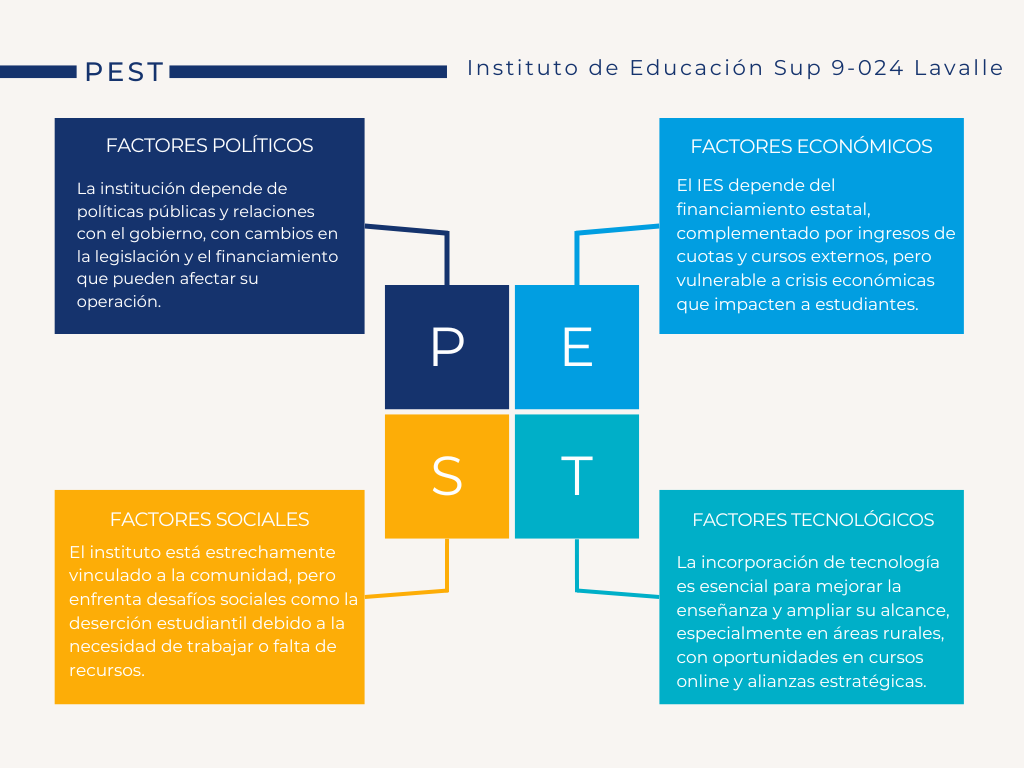 PEST
Instituto de Educación Sup 9-024 Lavalle
FACTORES POLÍTICOS
La institución depende de
políticas públicas y relaciones
con el gobierno, con cambios en
la legislación y el financiamiento
que pueden afectar su
operación.
FACTORES ECONÓMICOS
El IES depende del
financiamiento estatal,
complementado por ingresos de
cuotas y cursos externos, pero
vulnerable a crisis económicas
que impacten a estudiantes.
P
E
S
T
FACTORES SOCIALES
El instituto está estrechamente
vinculado a la comunidad, pero
enfrenta desafíos sociales como la
deserción estudiantil debido a la
necesidad de trabajar o falta de
recursos.
FACTORES TECNOLÓGICOS
La incorporación de tecnología
es esencial para mejorar la
enseñanza y ampliar su alcance,
especialmente en áreas rurales,
con oportunidades en cursos
online y alianzas estratégicas.